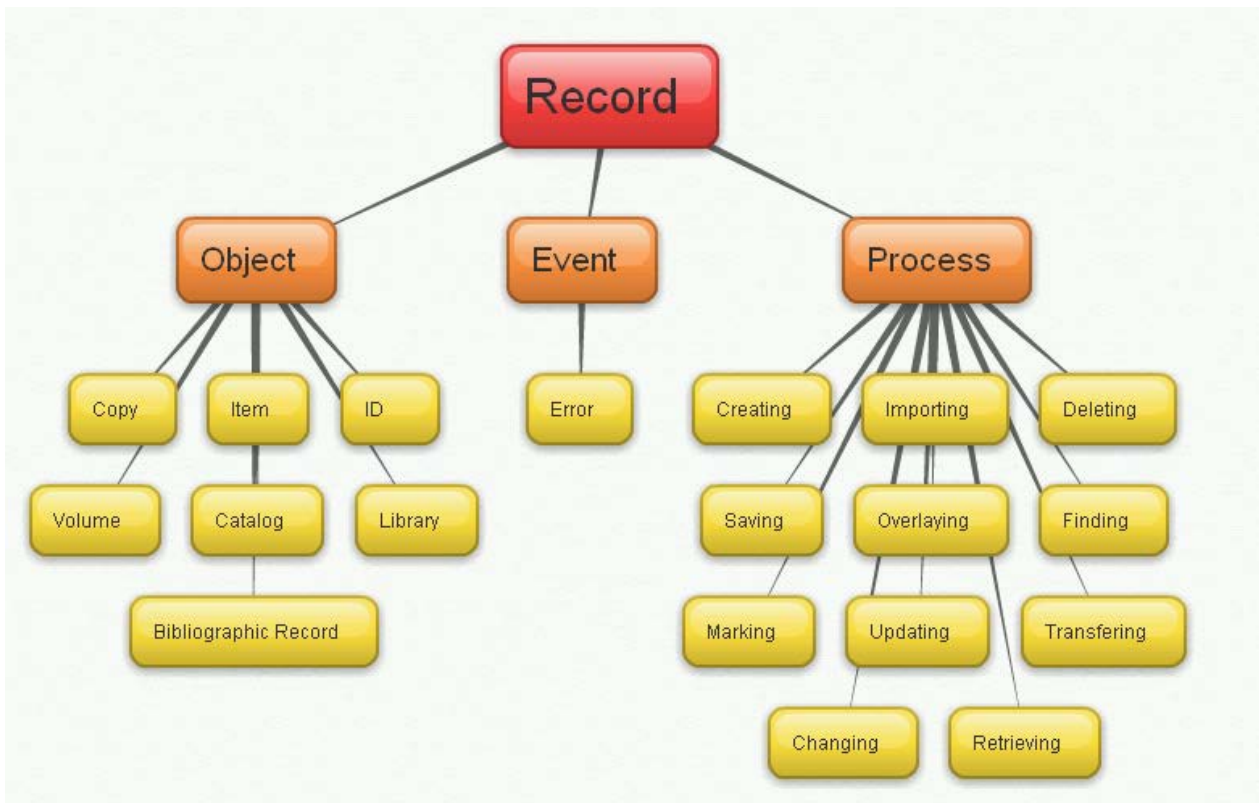 Record
Object
Event
Process
Copy
Item
ID
Error
Creating
Importing
Deleting
Volume
Catalog
Library
Saving
Overlaying
Finding
Bibliographic Record
Marking
Updating
Transfering
Changing
Retrieving